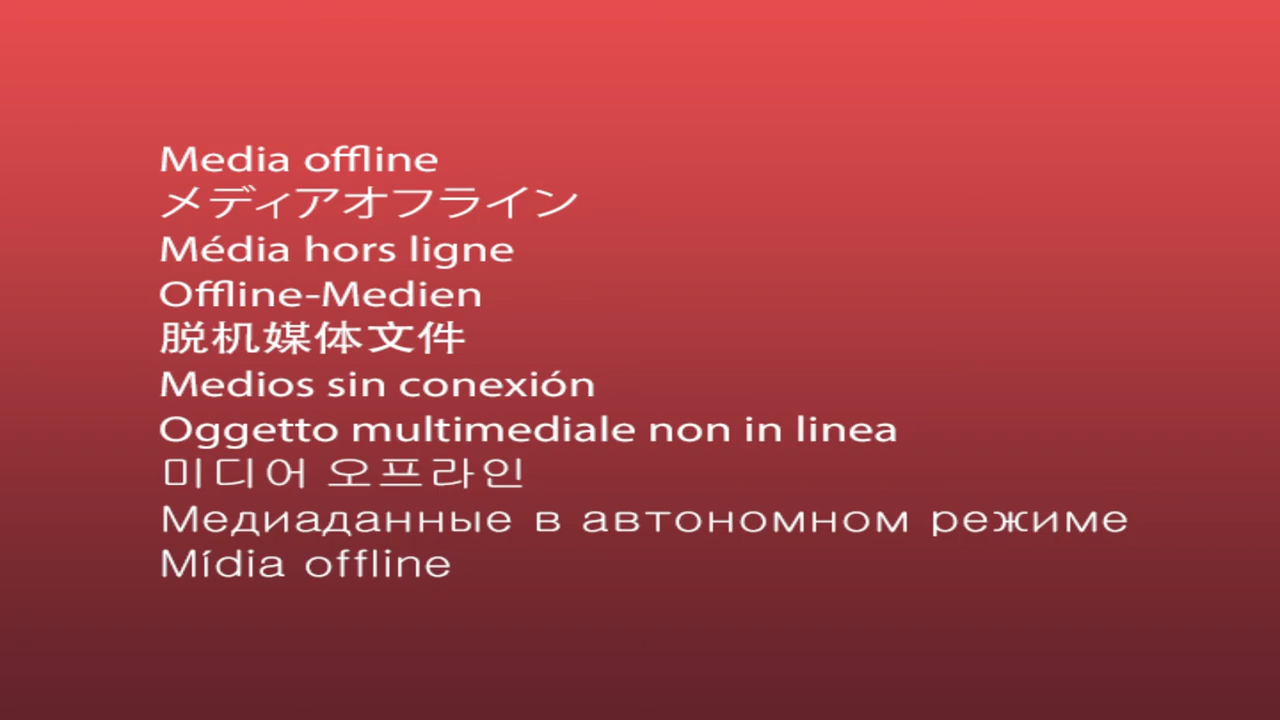 Media offline
メディアオフライン
Média hors ligne
Offline-Medien
脱机媒体文件
Medios sin conexión
Oggetto multimediale non in linea
미디어 오프라인
Медиаданные в автономном режиме
Mídia offline